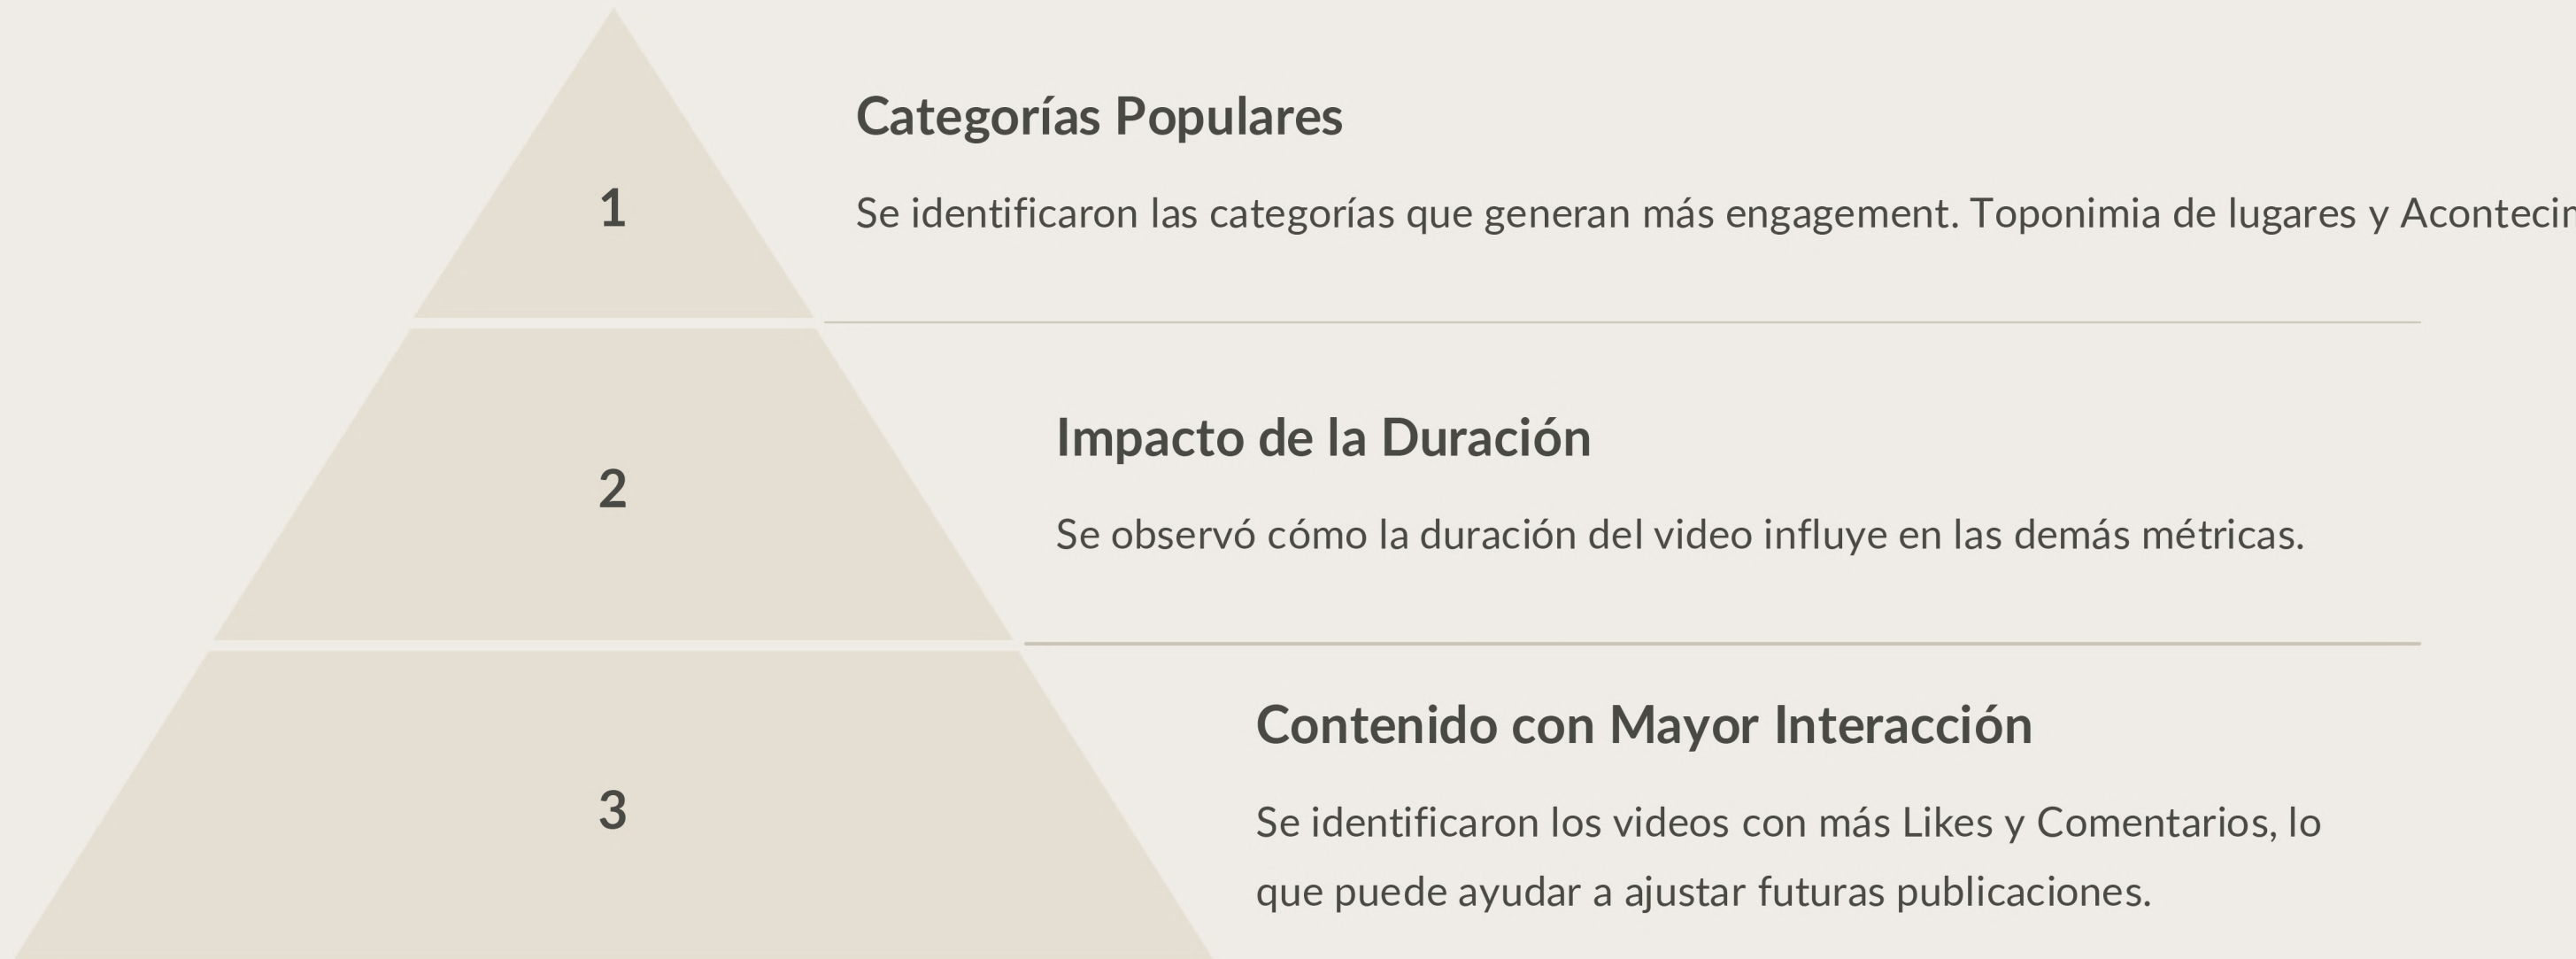 Categorías Populares
1
Se identificaron las categorías que generan más engagement. Toponimia de lugares y
Impacto de la Duración
2
Se observó cómo la duración del video influye en las demás métricas.
Contenido con Mayor Interacción
3
Se identificaron los videos con más Likes y Comentarios, lo
que puede ayudar a ajustar futuras publicaciones.